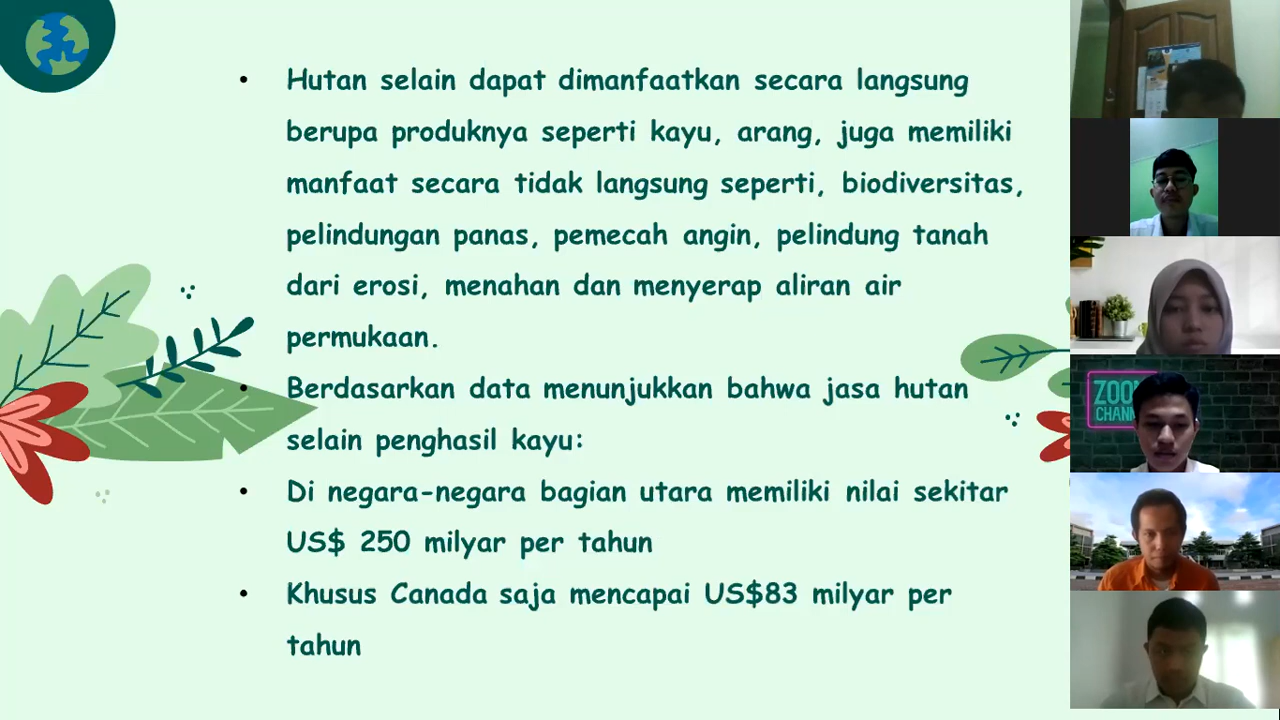 • Hutan selain dapat dimanfaatkan secara langsung
berupa produknya seperti kayu, arang, juga memiliki
manfaat secara tidak langsung seperti, biodiversitas,
pelindungan panas, pemecah angin, pelindung tanah
dari erosi, menahan dan menyerap aliran air
permukaan.
• Berdasarkan data menunjukkan bahwa jasa hutan
selain penghasil kayu:
• Di negara-negara bagian utara memiliki nilai sekitar
US$ 250 milyar per tahun
• Khusus Canada saja mencapai US$83 milyar per
tahun